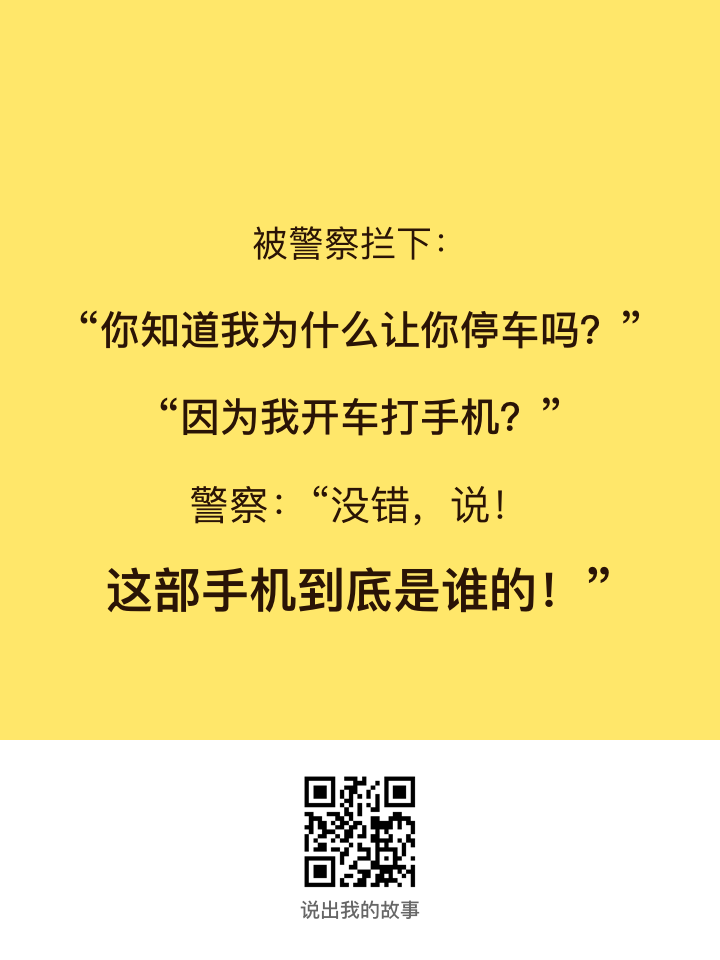 被警察拦下：
“你知道我为什么让你停车吗？”
“因为我开车打手机？”
警察：“没错，说！
这部手机到底是谁的！”
说出我的故事